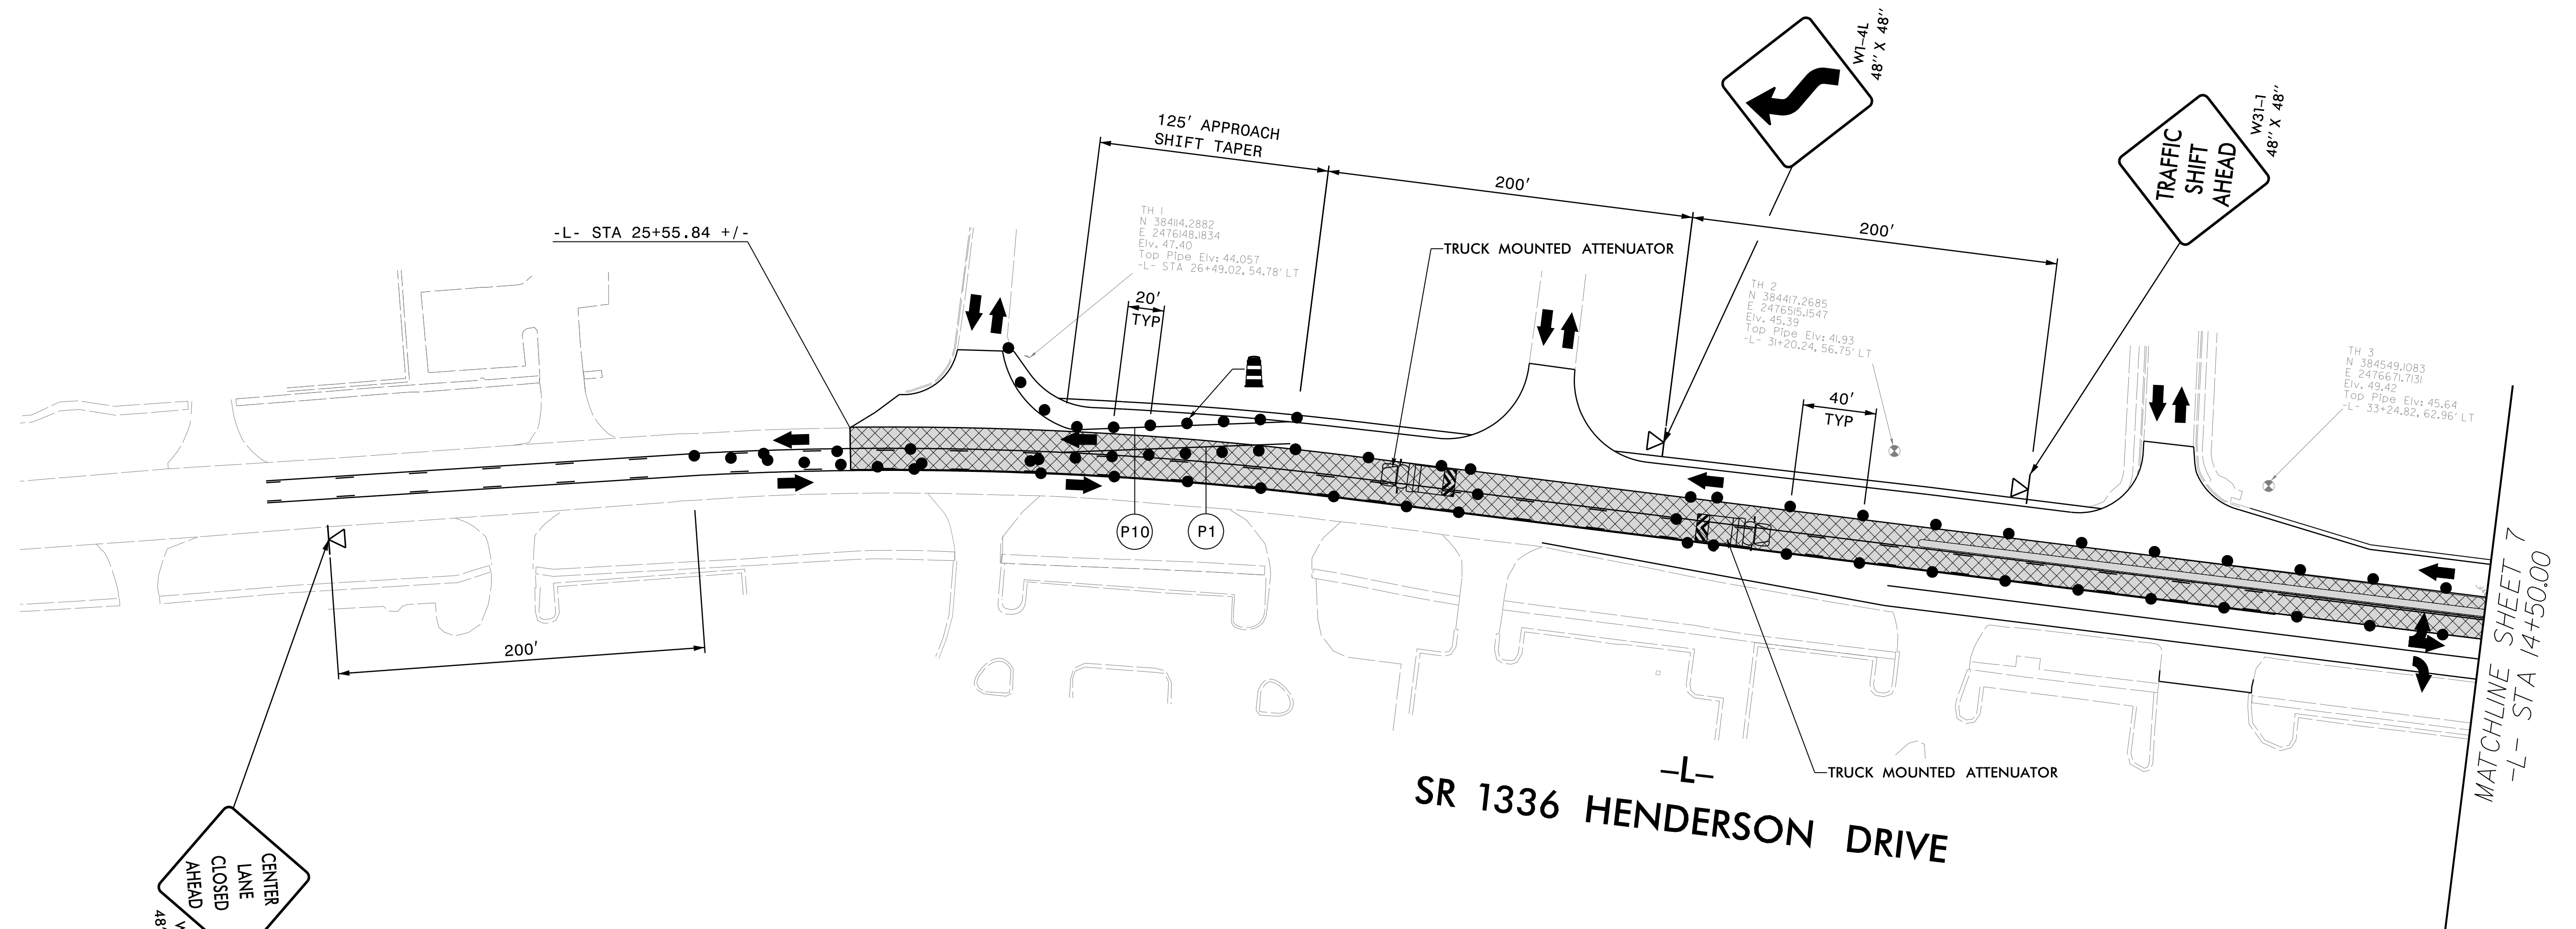 W1-4L
48'' X 48''
W31-1
48'' X 48''
TRAFFIC
SHIFT
AHEAD
125' APPROACH
SHIFT TAPER
200'
200'
-L- STA 25+55.84 +/-
TH 1
N 384114.2882
E 2476148.1834
Elv. 47.40
Top Pipe Elv: 44.057
-L- STA 26+49.02, 54.78' LT
TRUCK MOUNTED ATTENUATOR
20'
TYP
TH 2
N 384417.2685
E 2476515.1547
Elv. 45.39
Top Pipe Elv: 41.93
-L- 31+20.24, 56.75' LT
TH 3
N 384549.1083
E 2476671.7131
Elv. 49.42
Top Pipe Elv: 45.64
-L- 33+24.82, 62.96' LT
40'
TYP
P10
P1
200'
TRUCK MOUNTED ATTENUATOR
-L-
SR 1336 HENDERSON DRIVE
MATCHLINE SHEET 7
-L- STA 14+50.00
CENTER
LANE
CLOSED
AHEAD
W
48'